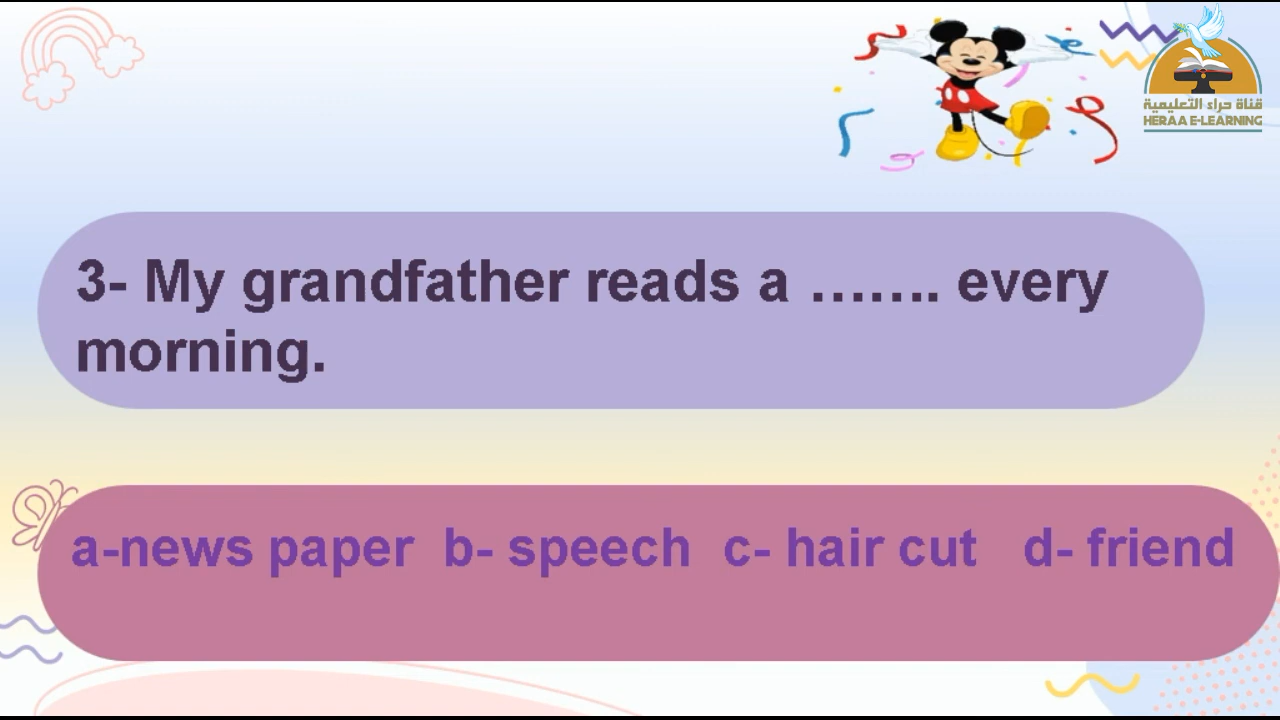 قناة حراء التعليمية
HERAA E-LEARNING
3- My grandfather reads a ……. every
morning.
a-news paper b- speech c- hair cut d- friend